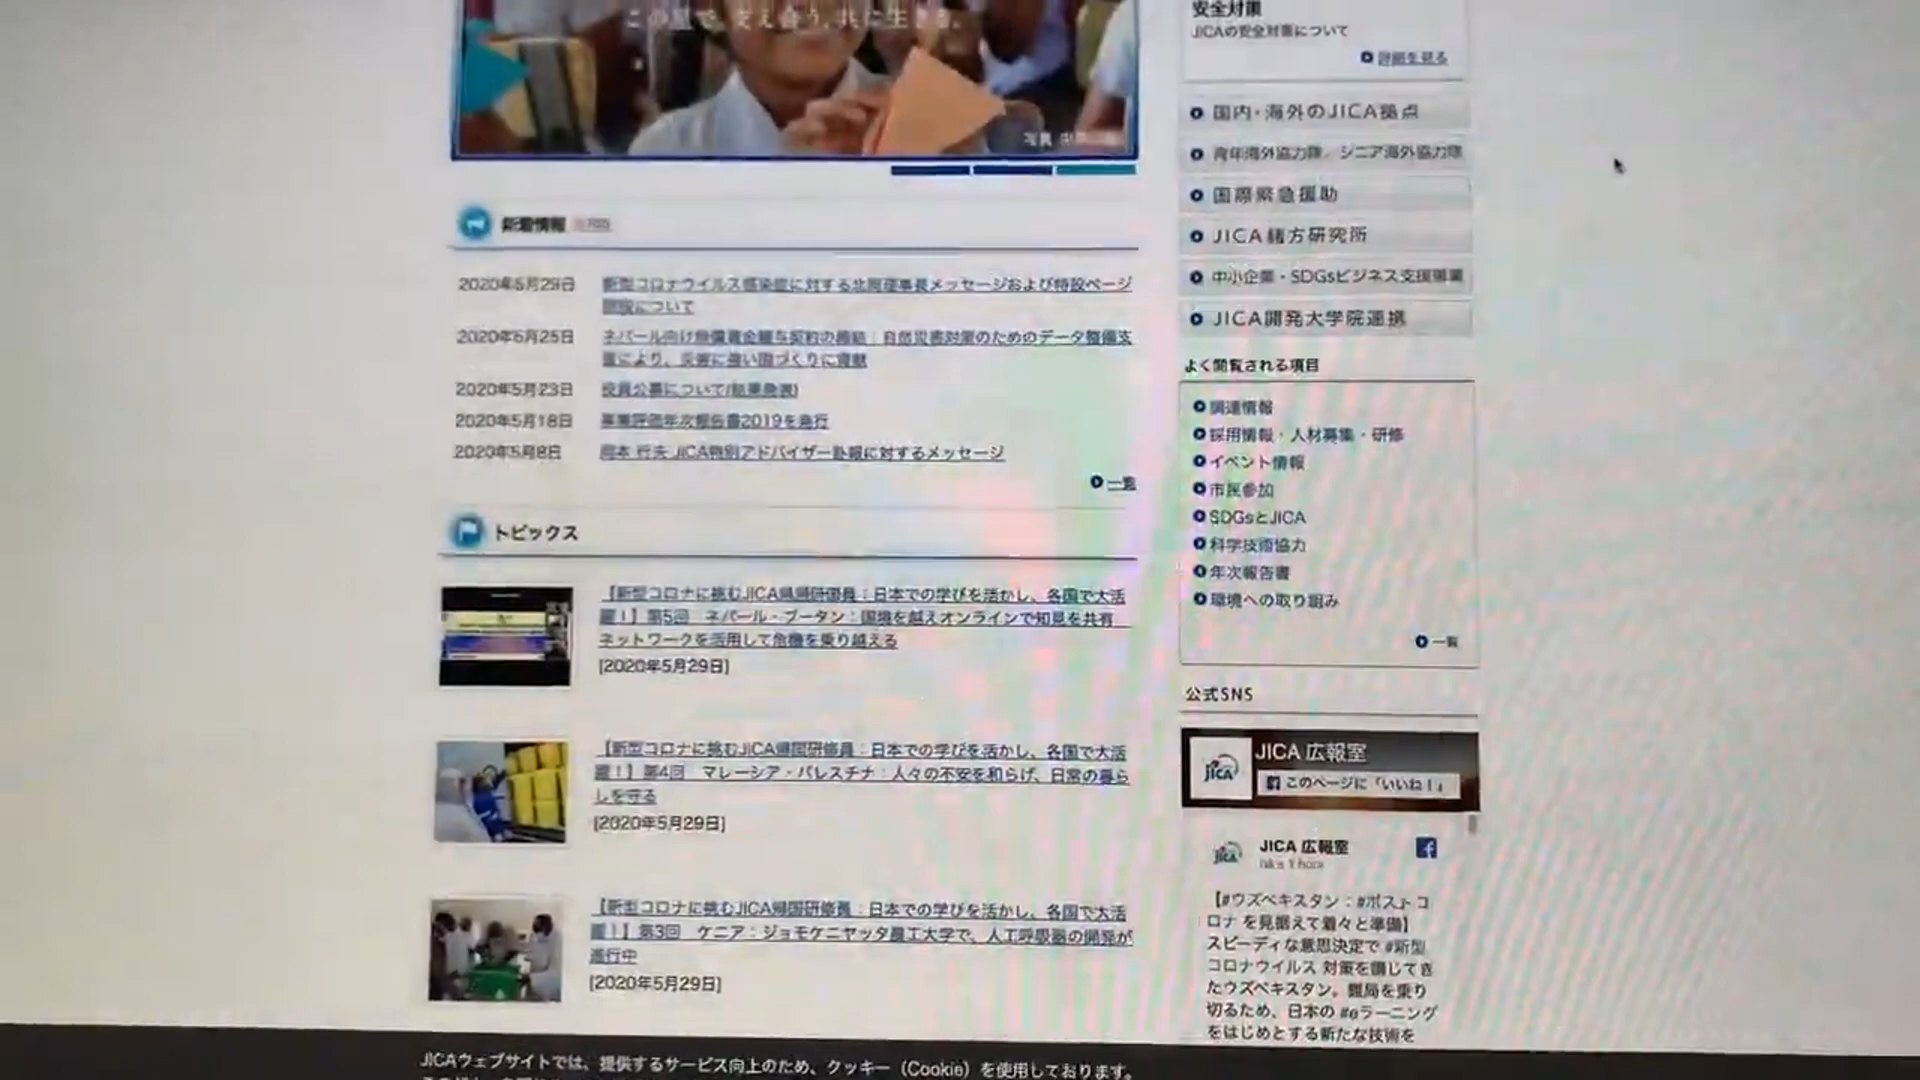 この星で、支え合う、共に生きる。
新着情報
2020年5月29日 新型コロナウイルス感染症に対する北岡理事長メッセージおよび特設ページ
開設について
2020年5月25日 ネパール向け無償資金贈与契約の締結：自然災害対策のためのデータ整備支
援により、災害に強い国づくりに貢献
2020年5月23日 役員公募について(結果発表)
2020年5月18日 事業評価年次報告書2019を発行
2020年5月8日 岡本 行夫 JICA特別アドバイザー訃報に対するメッセージ
一覧
トピックス
【新型コロナに挑むJICA帰国研修員：日本での学びを活かし、各国で大活
躍！】第5回 ネパール・ブータン：国境を越えオンラインで知見を共有
ネットワークを活用して危機を乗り越える
[2020年5月29日]
【新型コロナに挑むJICA帰国研修員：日本での学びを活かし、各国で大活
躍！】第4回 マレーシア・パレスチナ：人々の不安を和らげ、日常の暮ら
しを守る
[2020年5月29日]
【新型コロナに挑むJICA帰国研修員：日本での学びを活かし、各国で大活
躍！】第3回 ケニア：ジョモケニヤッタ農工大学で、人工呼吸器の開発が
進行中
[2020年5月29日]
安全対策
JICAの安全対策について
詳細を見る
国内・海外のJICA拠点
青年海外協力隊／シニア海外協力隊
国際緊急援助
JICA緒方研究所
中小企業・SDGsビジネス支援事業
JICA開発大学院連携
よく閲覧される項目
調達情報
採用情報・人材募集・研修
イベント情報
市民参加
SDGsとJICA
科学技術協力
年次報告書
環境への取り組み
一覧
公式SNS
JICA 広報室
このページに「いいね！」
JICA 広報室
【#ウズベキスタン：#ポストコ
ロナ を見据えて着々と準備】
スピーディな意思決定で #新型
コロナウイルス 対策を講じてき
たウズベキスタン。難局を乗り
切るため、日本の #eラーニング
をはじめとする新たな技術を
JICAウェブサイトでは、提供するサービス向上のため、クッキー（Cookie）を使用しております。